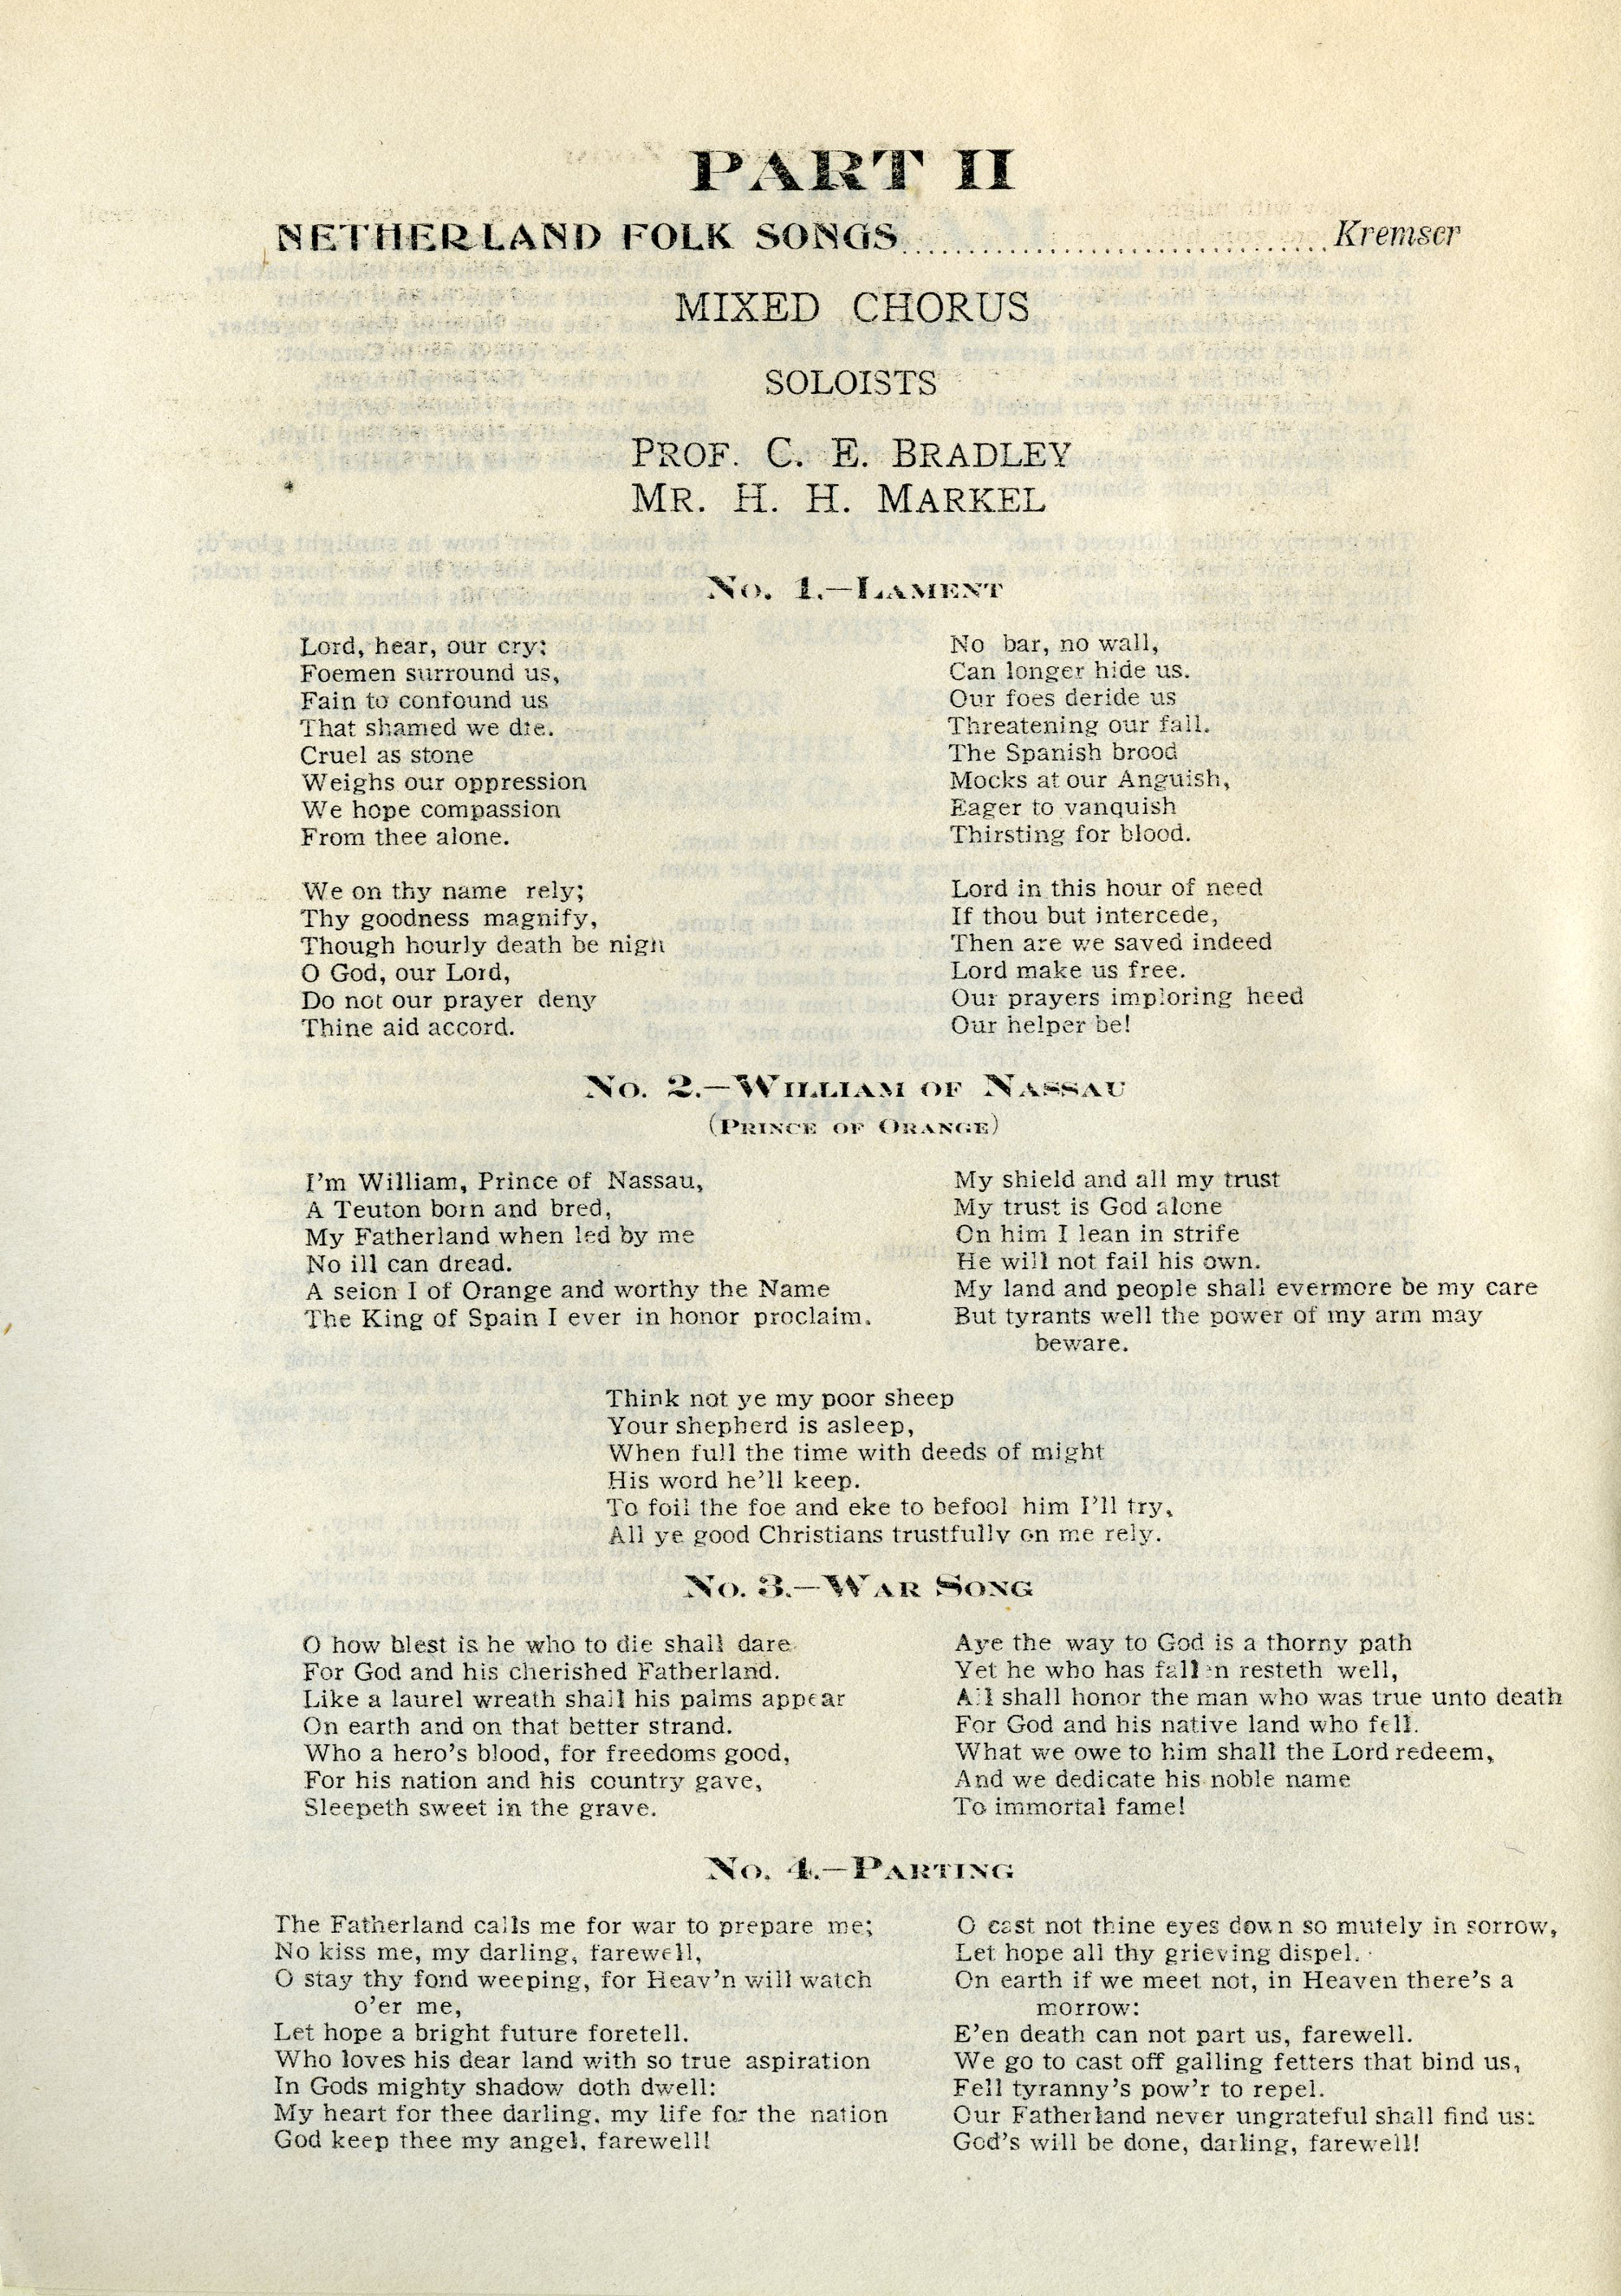 PART II
NETHERLAND FOLK SONGS..............................Kremser
MIXED CHORUS
SOLOISTS
PROF. C. E. BRADLEY
MR. H. H. MARKEL
No. 1.—LAMENT
Lord, hear, our cry;
Foemen surround us,
Fain to confound us
That shamed we die.
Cruel as stone
Weighs our oppression
We hope compassion
From thee alone.
We on thy name rely;
Thy goodness magnify,
Though hourly death be nigh
O God, our Lord,
Do not our prayer deny
Thine aid accord.
No bar, no wall,
Can longer hide us.
Our foes deride us
Threatening our fall.
The Spanish brood
Mocks at our Anguish,
Eager to vanquish
Thirsting for blood.
Lord in this hour of need
If thou but intercede,
Then are we saved indeed
Lord make us free.
Our prayers imploring heed
Our helper be!
No. 2.—WILLIAM OF NASSAU
(PRINCE OF ORANGE)
I'm William, Prince of Nassau,
A Teuton born and bred,
My Fatherland when led by me
No ill can dread.
A seion I of Orange and worthy the Name
The King of Spain I ever in honor proclaim.
My shield and all my trust
My trust is God alone
On him I lean in strife
He will not fail his own.
My land and people shall evermore be my care
But tyrants well the power of my arm may
beware.
Think not ye my poor sheep
Your shepherd is asleep,
When full the time with deeds of might
His word he'll keep.
To foil the foe and eke to befool him I'll try,
All ye good Christians trustfully on me rely.
No. 3.—WAR SONG
O how blest is he who to die shall dare
For God and his cherished Fatherland.
Like a laurel wreath shall his palms appear
On earth and on that better strand.
Who a hero's blood, for freedoms good,
For his nation and his country gave,
Sleepeth sweet in the grave.
Aye the way to God is a thorny path
Yet he who has fallen resteth well,
All shall honor the man who was true unto death
For God and his native land who fell.
What we owe to him shall the Lord redeem,
And we dedicate his noble name
To immortal fame!
No. 4.—PARTING
The Fatherland calls me for war to prepare me;
No kiss me, my darling, farewell,
O stay thy fond weeping, for Heav'n will watch
o'er me,
Let hope a bright future foretell.
Who loves his dear land with so true aspiration
In Gods mighty shadow doth dwell:
My heart for thee darling, my life for the nation
God keep thee my angel, farewell!
O cast not thine eyes down so mutely in sorrow,
Let hope all thy grieving dispel.
On earth if we meet not, in Heaven there's a
morrow:
E'en death can not part us, farewell.
We go to cast off galling fetters that bind us,
Fell tyranny's pow'r to repel.
Our Fatherland never ungrateful shall find us:
God's will be done, darling, farewell!